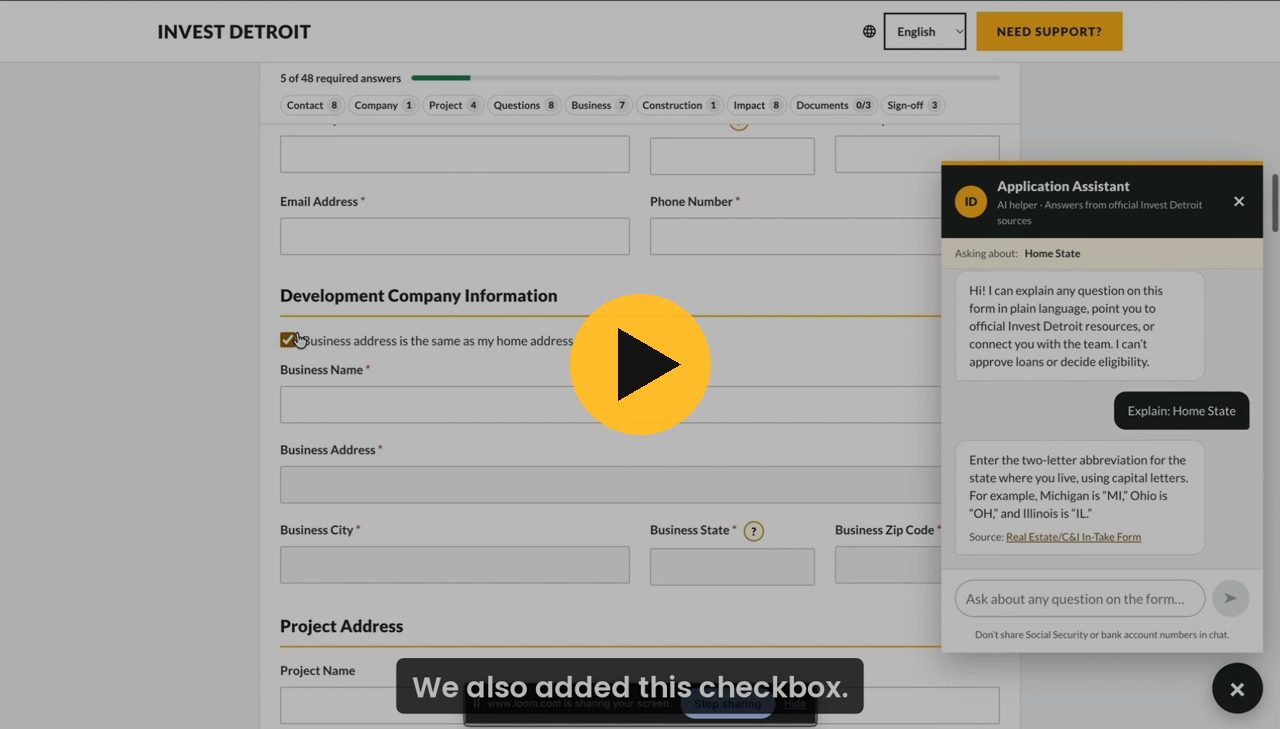 INVEST DETROIT
English
NEED SUPPORT?
5 of 48 required answers
Contact 8
Company 1
Project 4
Questions 8
Business 7
Construction 1
Impact 8
Documents 0/3
Sign-off 3
Email Address *
Phone Number *
Development Company Information
Business address is the same as my home address
Business Name *
Business Address *
Business City *
Business State * ?
Business Zip Code *
Project Address
Project Name
ID
Application Assistant
AI helper - Answers from official Invest Detroit
sources
Asking about: Home State
Hi! I can explain any question on this
form in plain language, point you to
official Invest Detroit resources, or
connect you with the team. I can't
approve loans or decide eligibility.
Explain: Home State
Enter the two-letter abbreviation for the
state where you live, using capital letters.
For example, Michigan is “MI,” Ohio is
“OH,” and Illinois is “IL.”
Source: Real Estate/C&I In-Take Form
Ask about any question on the form...
Don't share Social Security or bank account numbers in chat.
We also added this checkbox.
www.loom.com is sharing your screen.
Stop sharing
Hide